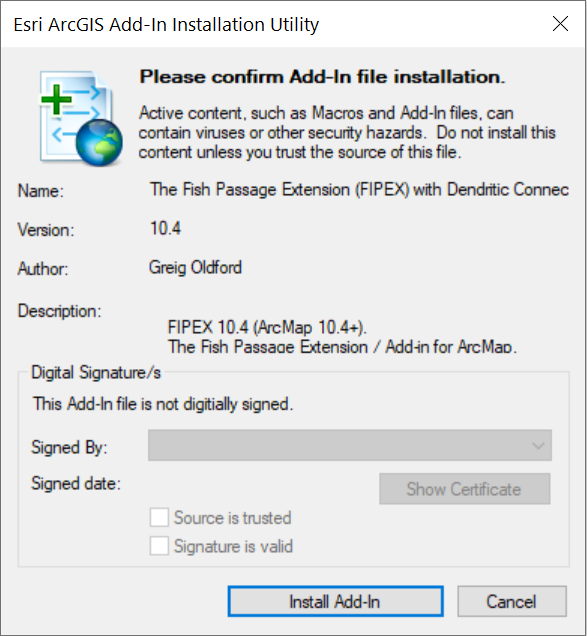 Esri ArcGIS Add-In Installation Utility
Please confirm Add-In file installation.
Active content, such as Macros and Add-In files, can
contain viruses or other security hazards. Do not install this
content unless you trust the source of this file.
Name: The Fish Passage Extension (FIPEX) with Dendritic Connec
Version: 10.4
Author: Greig Oldford
Description:
FIPEX 10.4 (ArcMap 10.4+).
The Fish Passage Extension / Add-in for ArcMap.
Digital Signature/s
This Add-In file is not digitially signed.
Signed By:
Signed date:
Show Certificate
Source is trusted
Signature is valid
Install Add-In Cancel